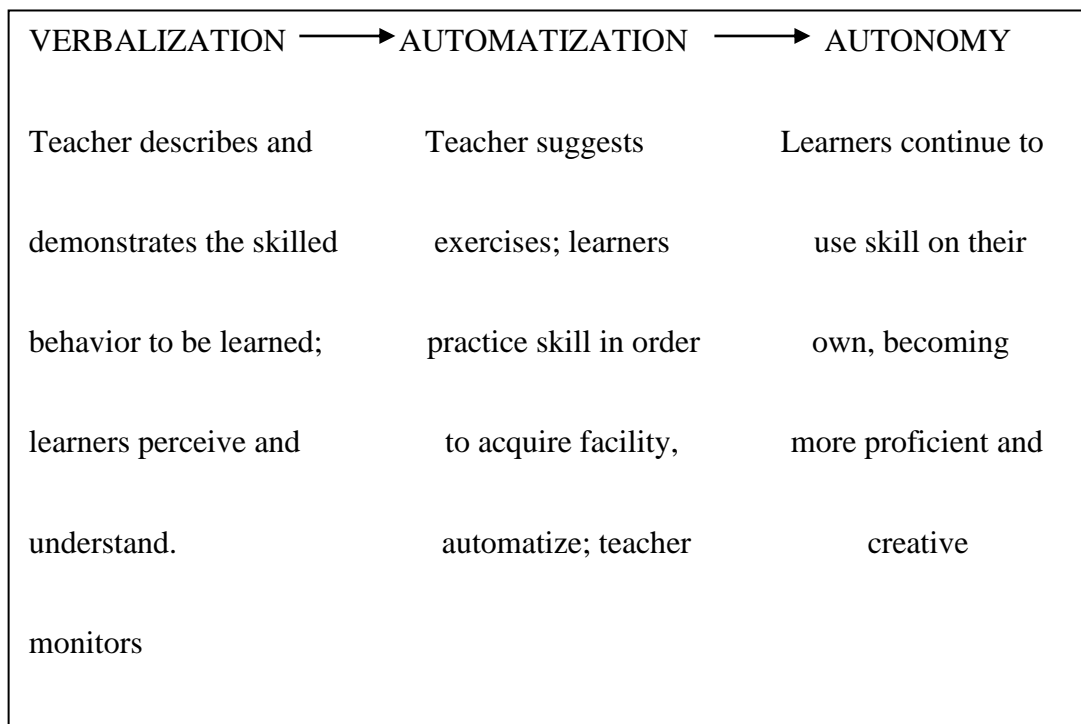 VERBALIZATION AUTOMATIZATION AUTONOMY
Teacher describes and Teacher suggests Learners continue to
demonstrates the skilled exercises; learners use skill on their
behavior to be learned; practice skill in order own, becoming
learners perceive and to acquire facility, more proficient and
understand. automatize; teacher creative
monitors